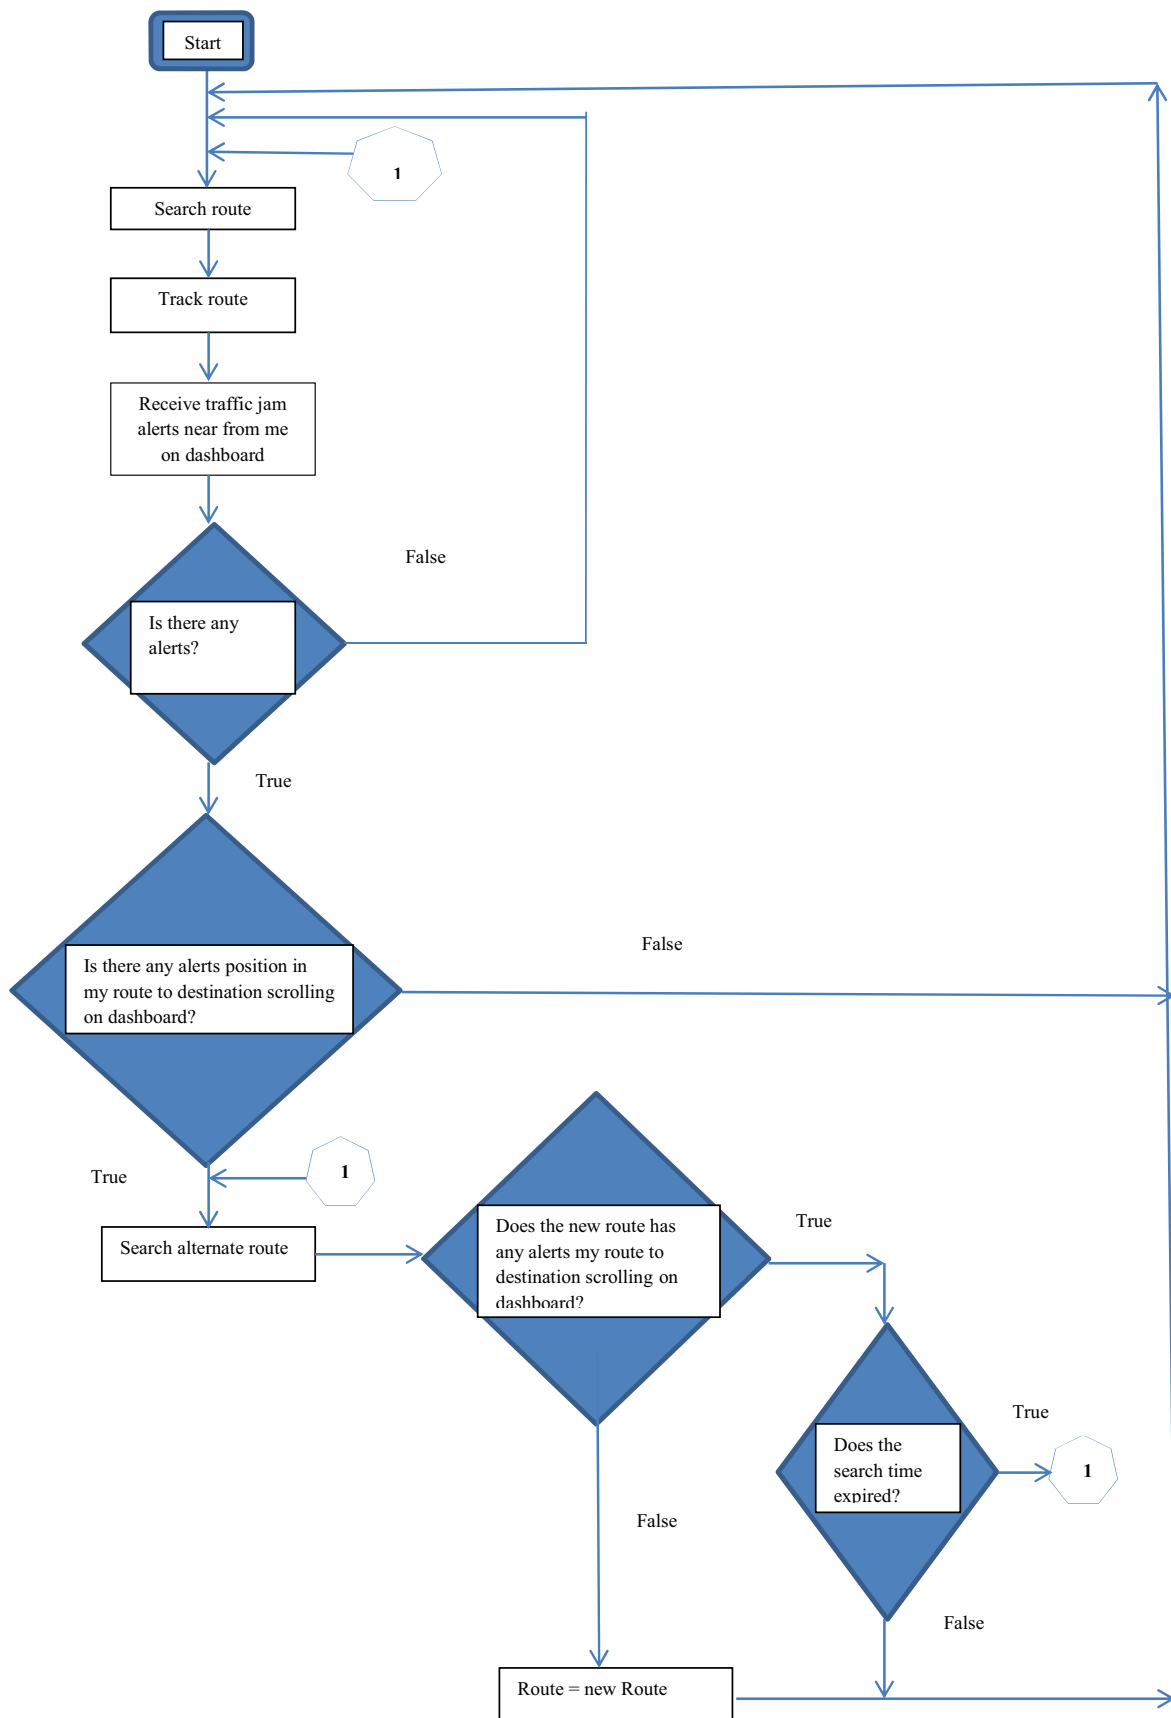 Start
1
Search route
Track route
Receive traffic jam
alerts near from me
on dashboard
False
Is there any
alerts?
True
False
Is there any alerts position in
my route to destination scrolling
on dashboard?
True
1
Search alternate route
Does the new route has
any alerts my route to
destination scrolling on
dashboard?
True
True
Does the
search time
expired?
1
False
False
Route = new Route